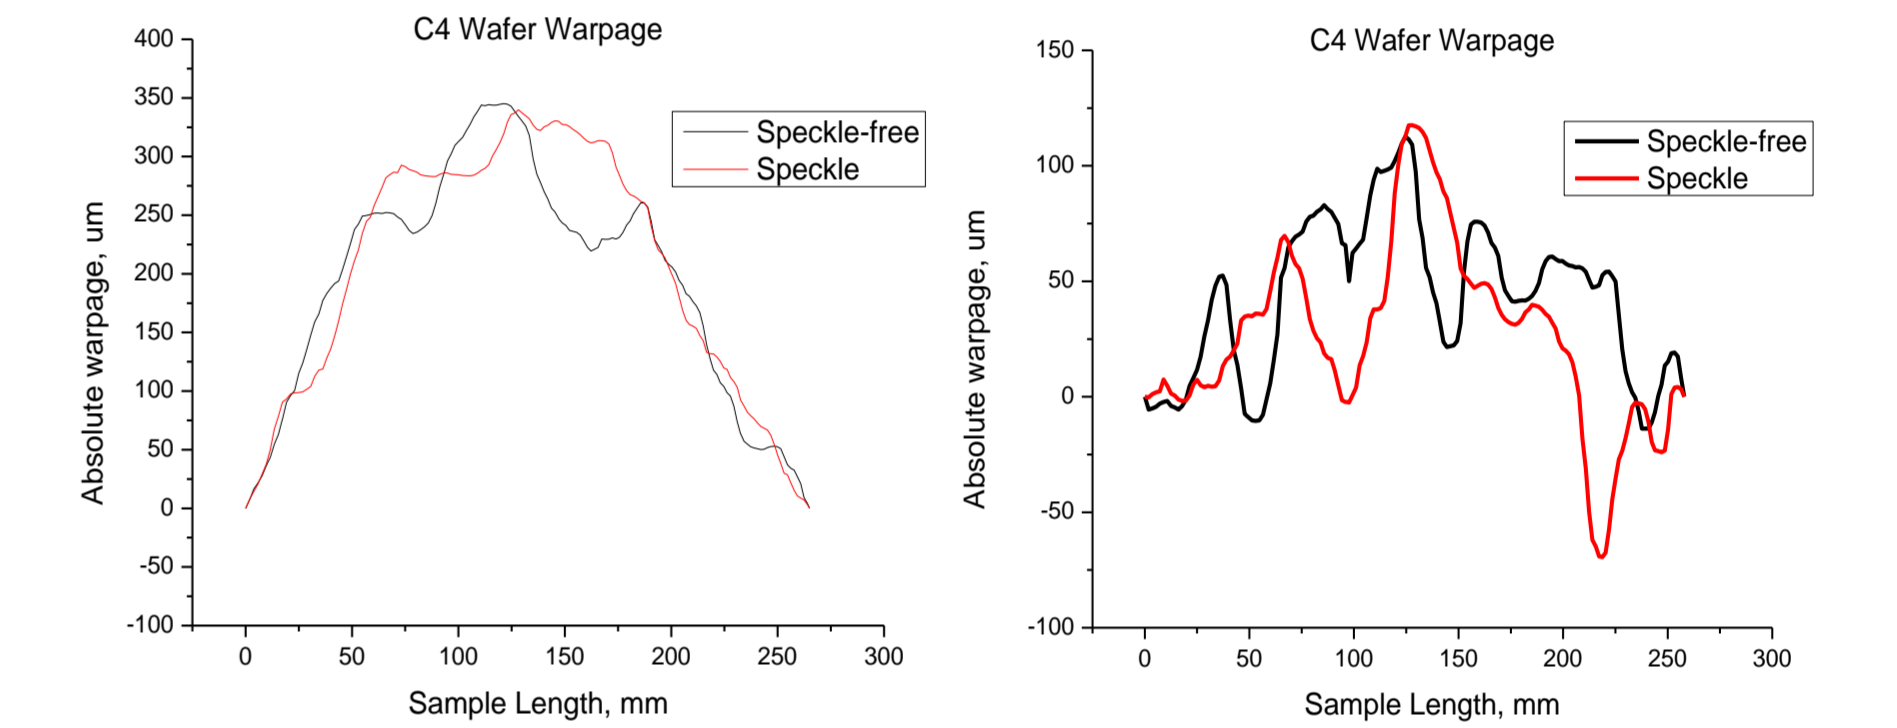 C4 Wafer Warpage
400
350
300
250
200
150
100
50
0
-50
-100
Absolute warpage, um
Speckle-free
Speckle
0 50 100 150 200 250 300
Sample Length, mm
C4 Wafer Warpage
150
100
50
0
-50
-100
Absolute warpage, um
Speckle-free
Speckle
0 50 100 150 200 250 300
Sample Length, mm